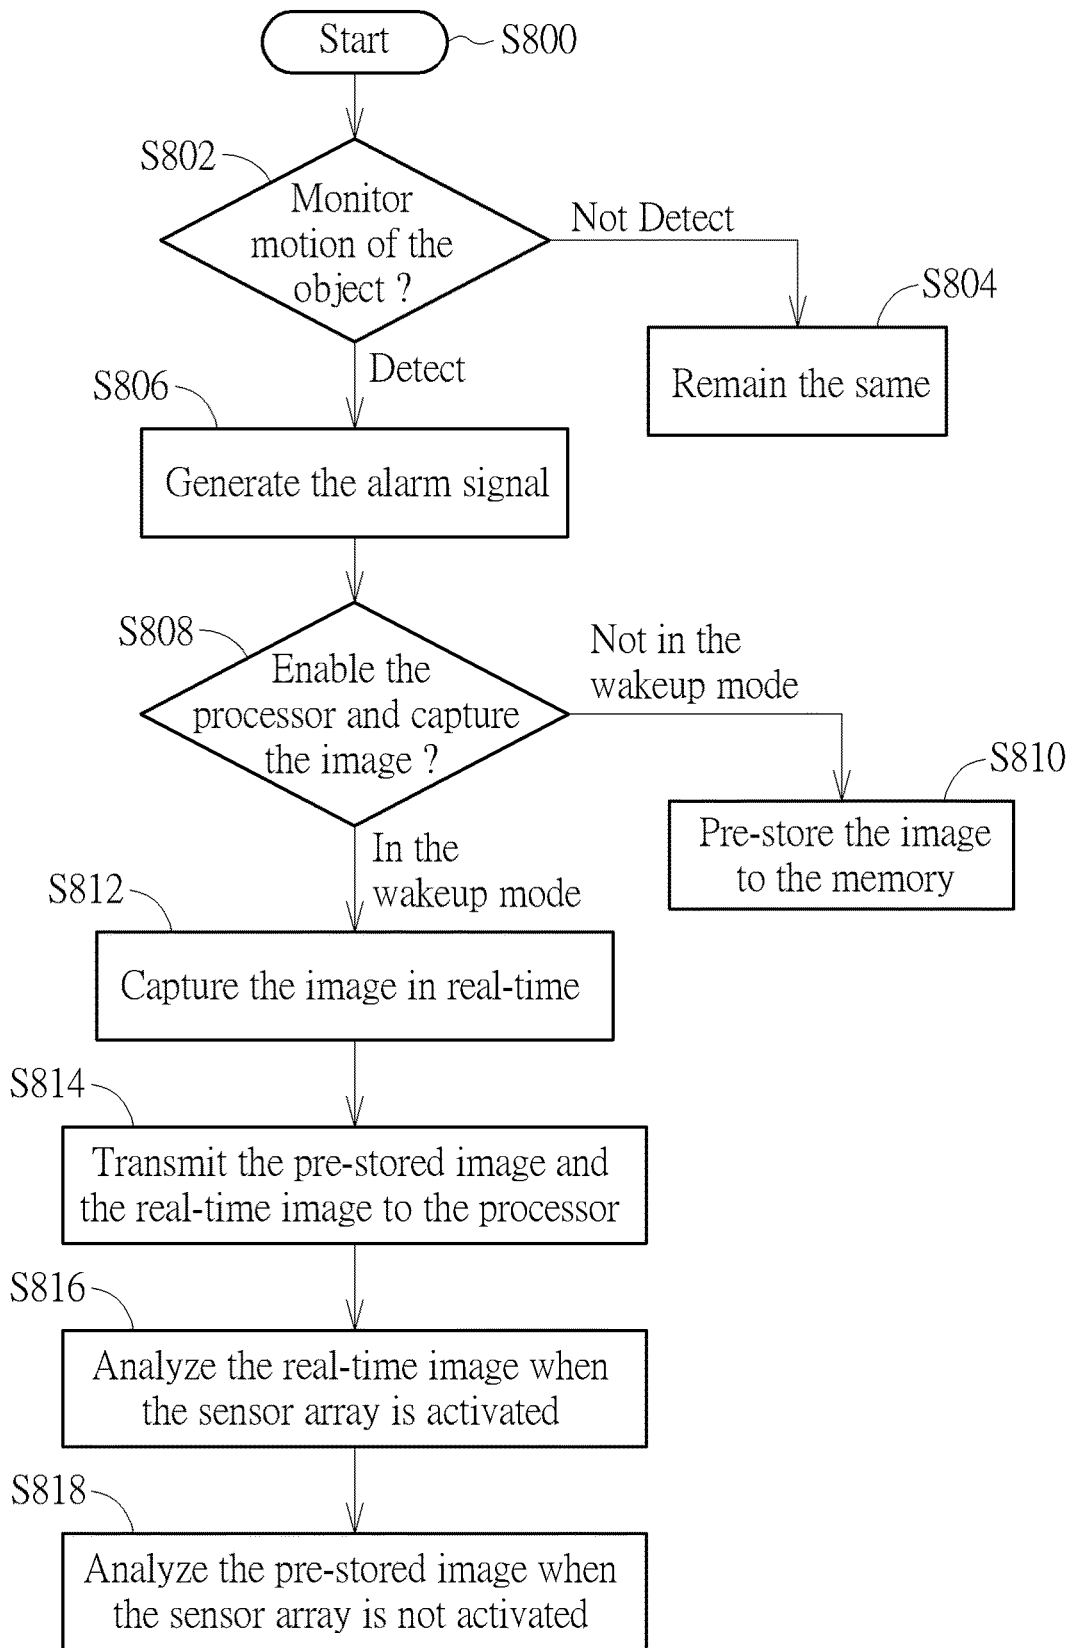 Start
S800
S802
Monitor
motion of the
object ?
Not Detect
S804
Remain the same
Detect
S806
Generate the alarm signal
S808
Enable the
processor and capture
the image ?
Not in the
wakeup mode
S810
Pre-store the image
to the memory
In the
wakeup mode
S812
Capture the image in real-time
S814
Transmit the pre-stored image and
the real-time image to the processor
S816
Analyze the real-time image when
the sensor array is activated
S818
Analyze the pre-stored image when
the sensor array is not activated